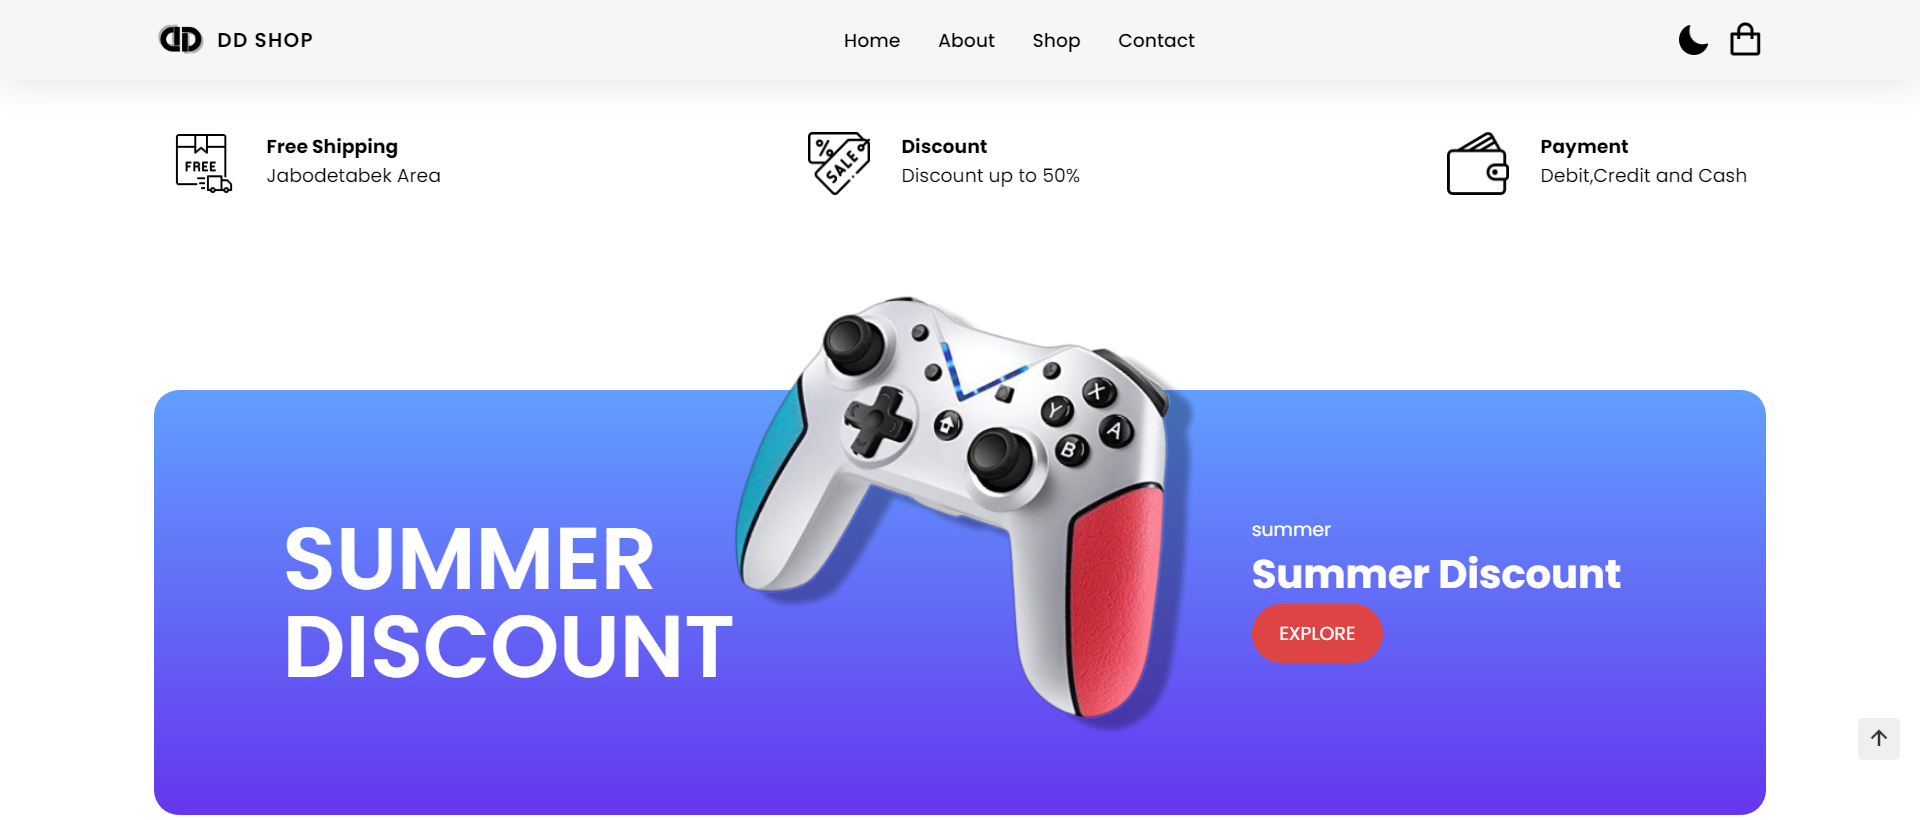 DD DD SHOP
Home
About
Shop
Contact
FREE
Free Shipping
Jabodetabek Area
% SALE
Discount
Discount up to 50%
Payment
Debit,Credit and Cash
X
Y
A
B
SUMMER
DISCOUNT
summer
Summer Discount
EXPLORE